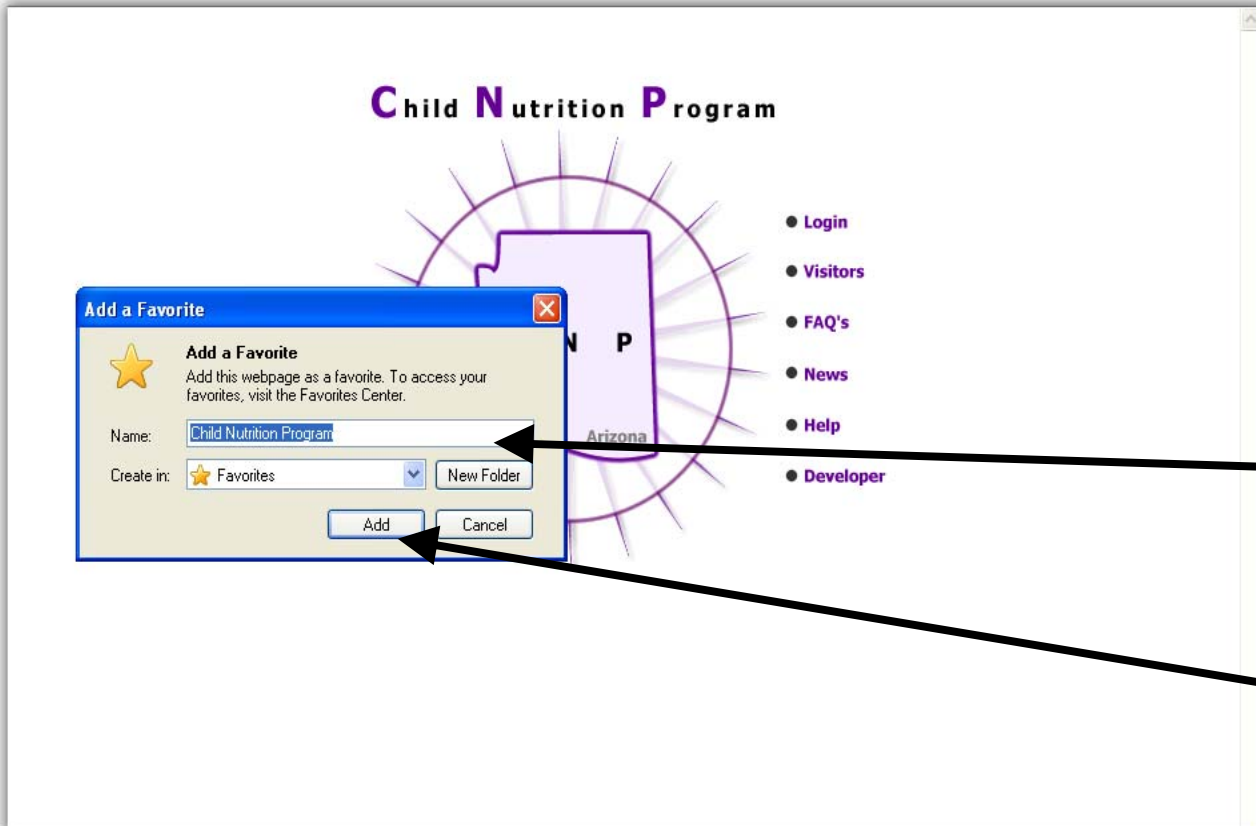 Child Nutrition Program
Login
Visitors
FAQ's
News
Help
Developer
N P
Arizona
Add a Favorite
Add a Favorite
Add this webpage as a favorite. To access your
favorites, visit the Favorites Center.
Name: Child Nutrition Program
Create in: Favorites New Folder
Add Cancel